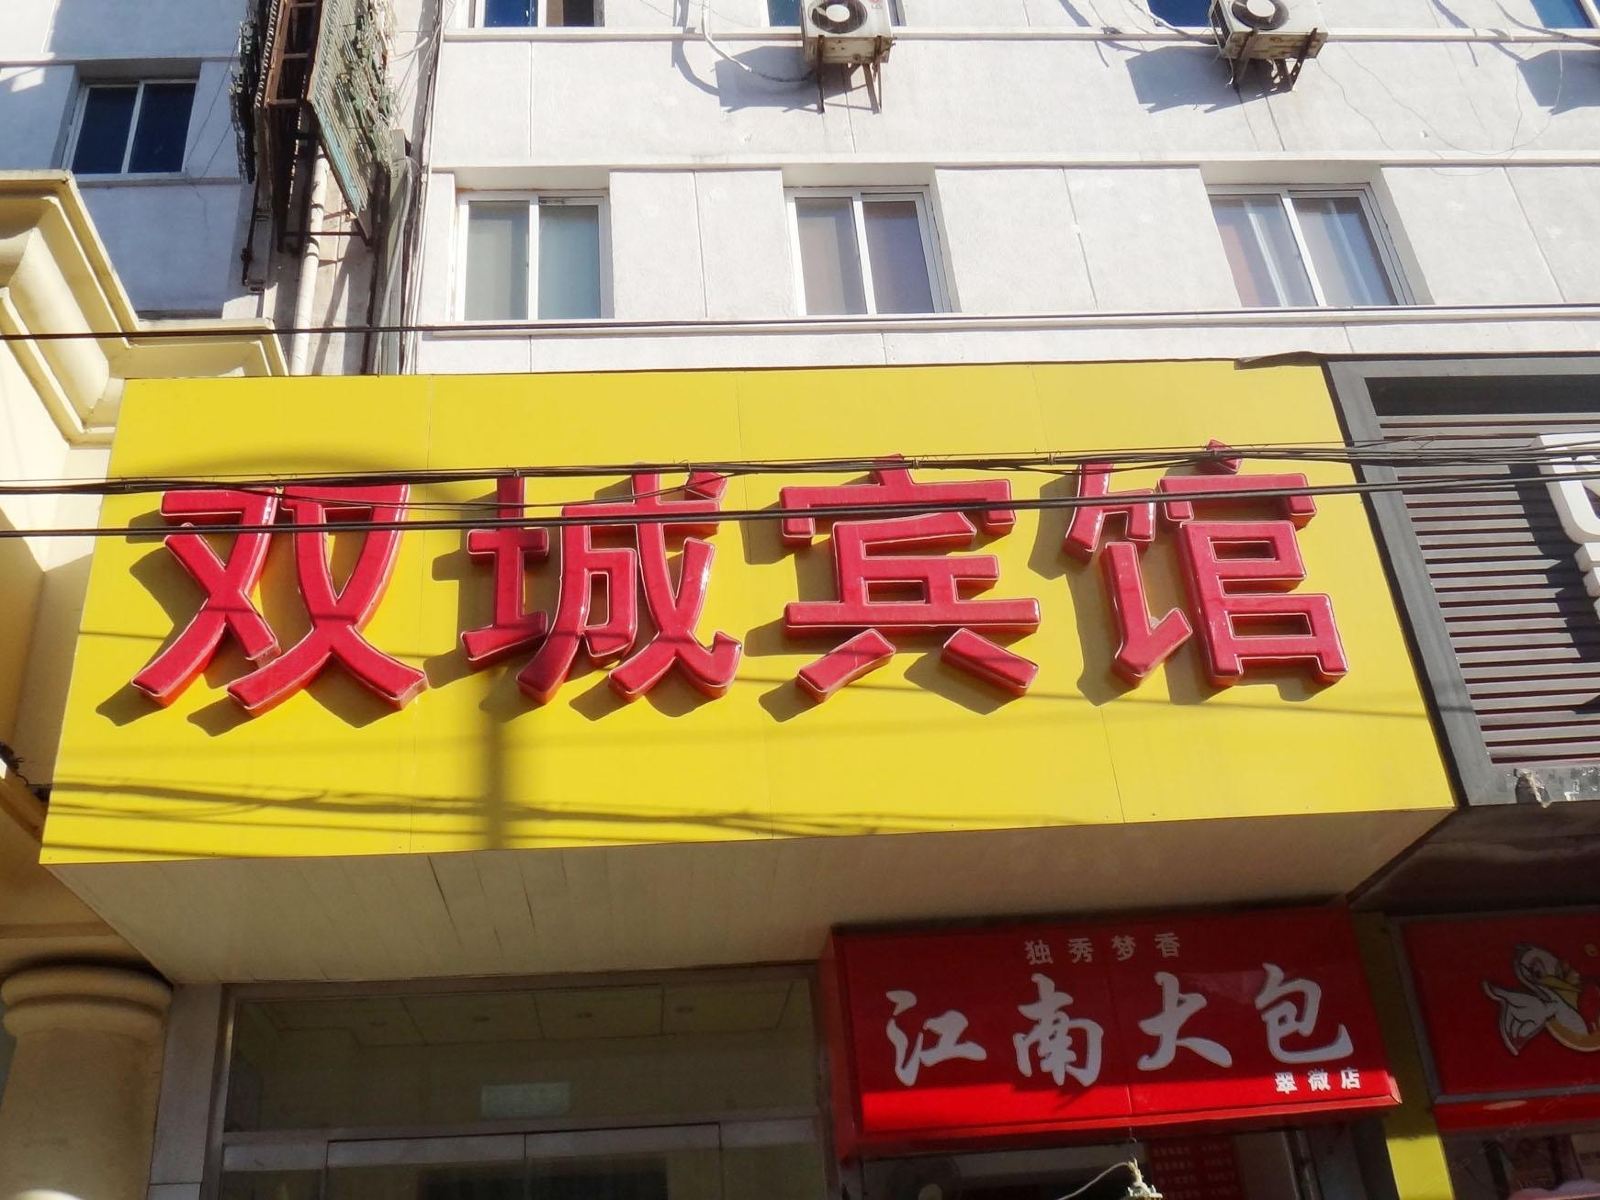 双城宾馆
独秀梦香
江南大包
翠微店